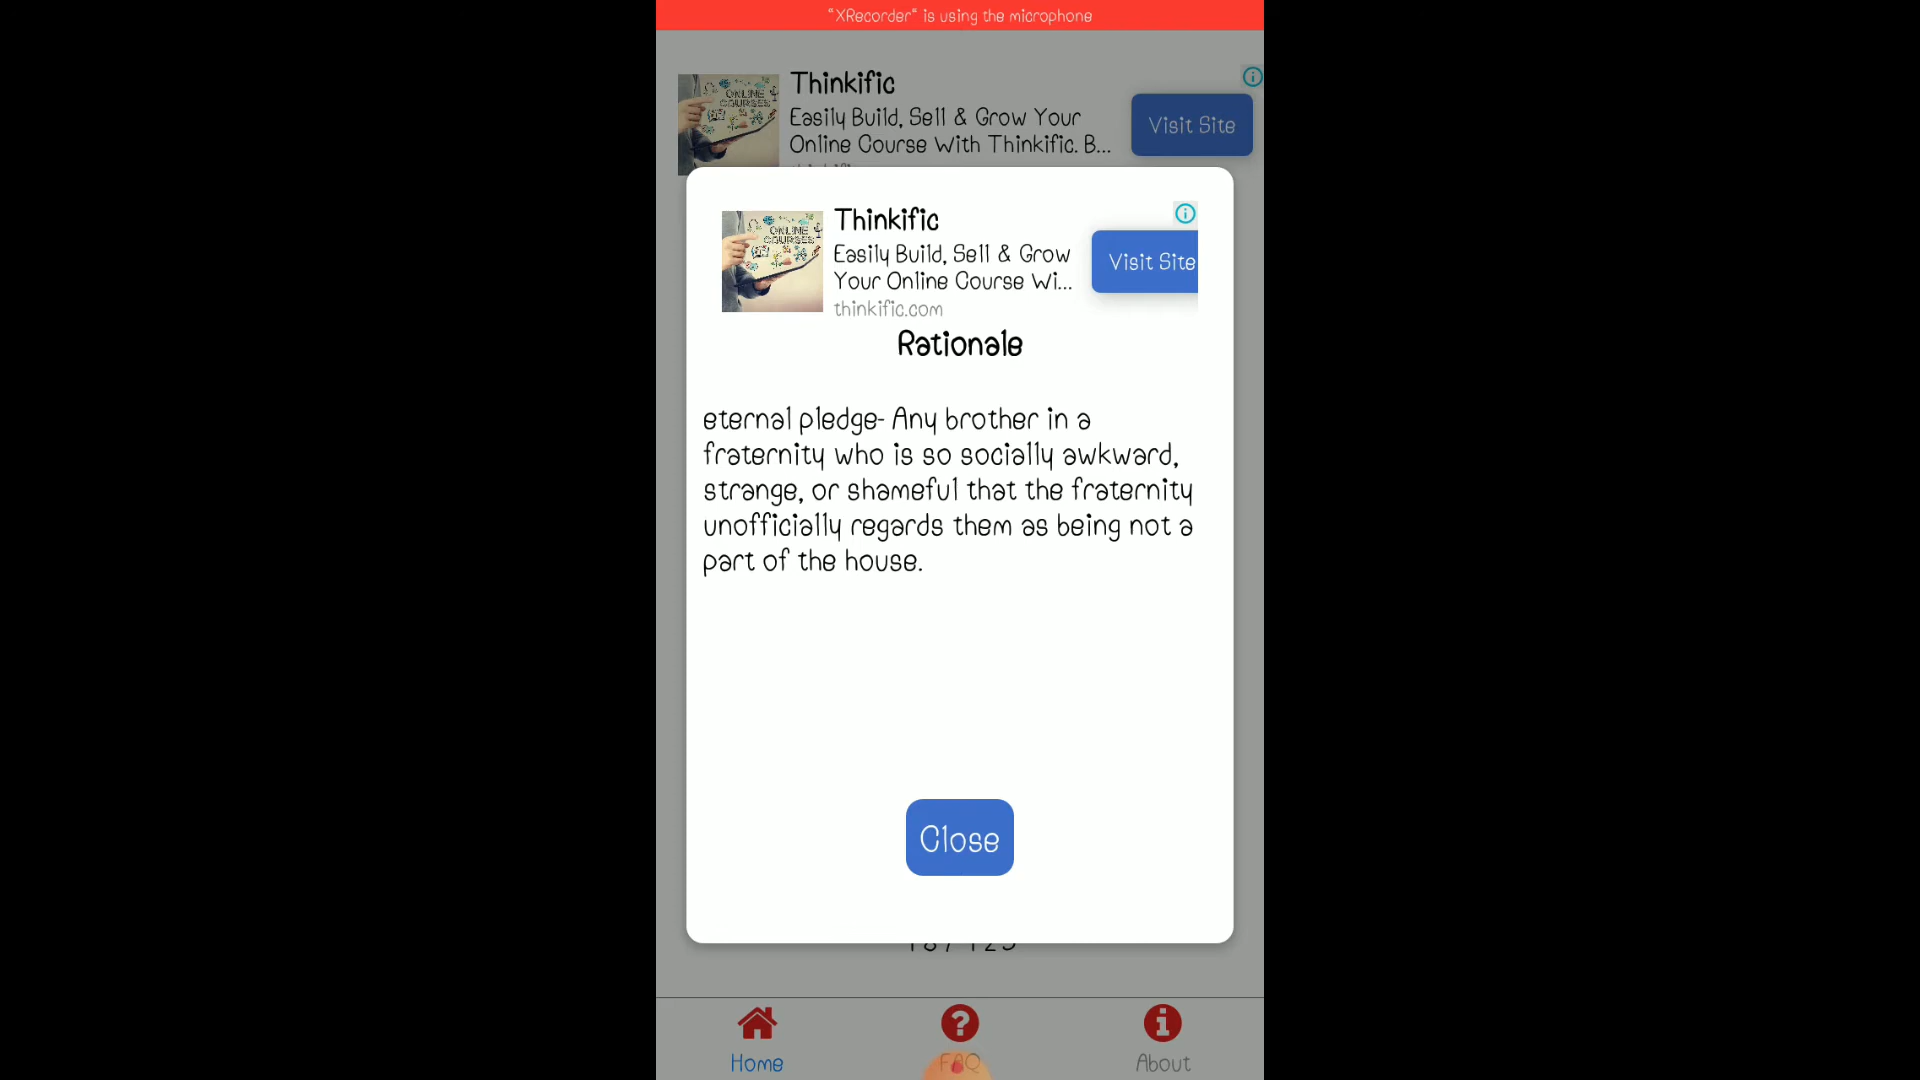 "XRecorder" is using the microphone
Thinkific
Easily Build, Sell & Grow Your
Online Course With Thinkific. B...
Visit Site
Thinkific
Easily Build, Sell & Grow
Your Online Course Wi...
thinkific.com
Visit Site
ONLINE
COURSES
Rationale
eternal pledge- Any brother in a
fraternity who is so socially awkward,
strange, or shameful that the fraternity
unofficially regards them as being not a
part of the house.
Close
Home
FAQ
About